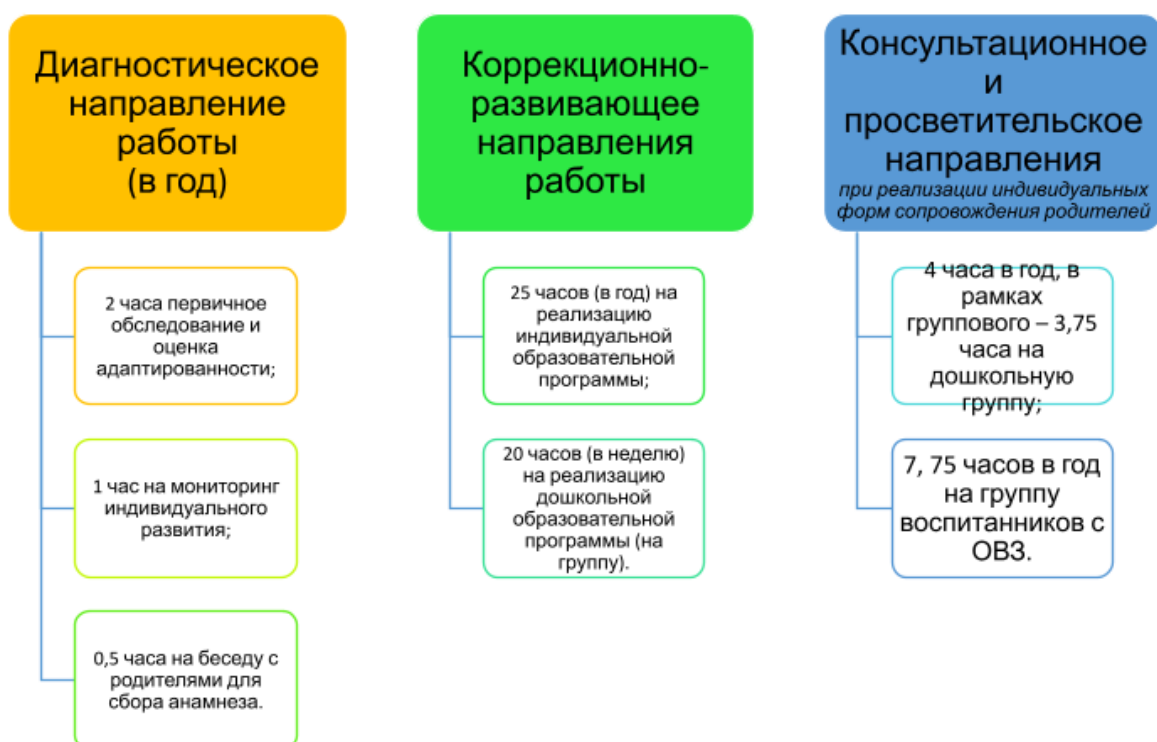 Диагностическое
направление
работы
(в год)
2 часа первичное
обследование и
оценка
адаптированности;
1 час на мониторинг
индивидуального
развития;
0,5 часа на беседу с
родителями для
сбора анамнеза.
Коррекционно-
развивающее
направления
работы
25 часов (в год) на
реализацию
индивидуальной
образовательной
программы;
20 часов (в неделю)
на реализацию
дошкольной
образовательной
программы (на
группу).
Консультационное
и
просветительское
направления
при реализации индивидуальных
форм сопровождения родителей
4 часа в год, в
рамках
группового – 3,75
часа на
дошкольную
группу;
7, 75 часов в год
на группу
воспитанников с
ОВЗ.